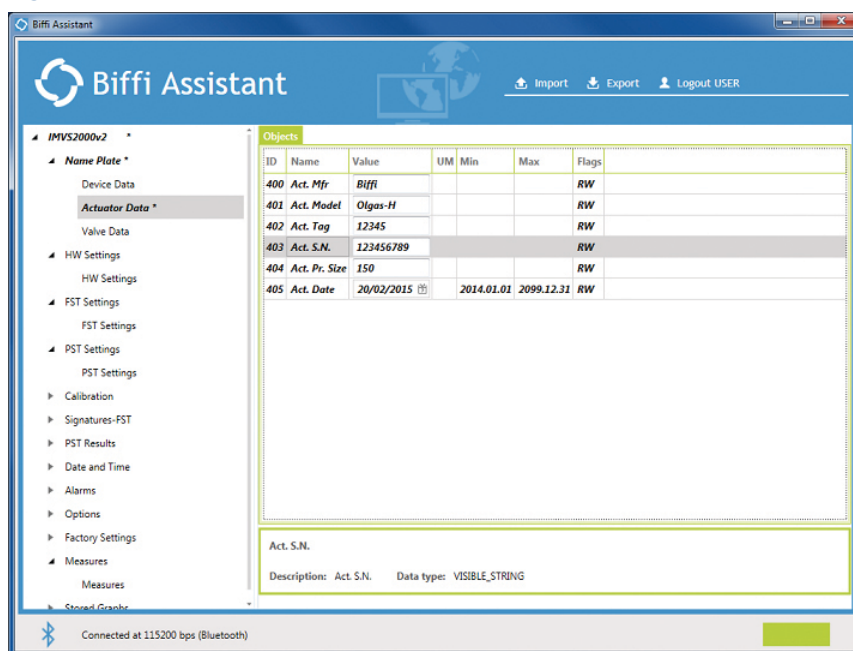 Biffi Assistant
Biffi Assistant
Import Export Logout USER
IMVS2000v2 *
Name Plate *
Device Data
Actuator Data *
Valve Data
HW Settings
HW Settings
FST Settings
FST Settings
PST Settings
PST Settings
Calibration
Signatures-FST
PST Results
Date and Time
Alarms
Options
Factory Settings
Measures
Measures
Stored Graphs
Objects
ID Name Value UM Min Max Flags
400 Act. Mfr Biffi RW
401 Act. Model Olgas-H RW
402 Act. Tag 12345 RW
403 Act. S.N. 123456789 RW
404 Act. Pr. Size 150 RW
405 Act. Date 20/02/2015 2014.01.01 2099.12.31 RW
Act. S.N.
Description: Act. S.N. Data type: VISIBLE_STRING
Connected at 115200 bps (Bluetooth)